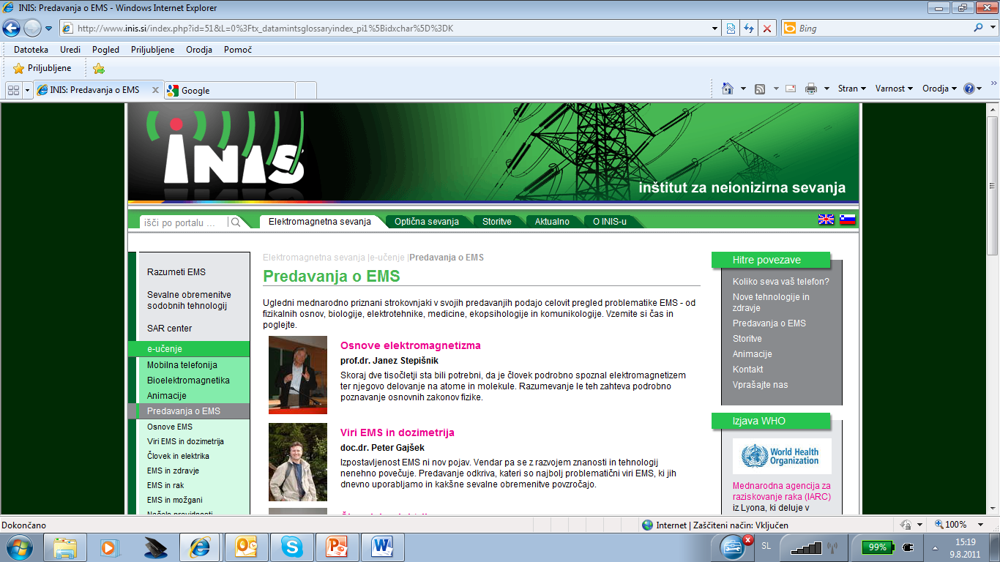 INIS: Predavanja o EMS - Windows Internet Explorer
http://www.inis.si/index.php?id=51&L=0%3Ftx_datamintsglossaryindex_pi1%5Bidxchar%5D%3DK
Bing
Datoteka Uredi Pogled Priljubljene Orodja Pomoč
Priljubljene
INIS: Predavanja o EMS
Google
Stran Varnost Orodja
INIS
inštitut za neionizirna sevanja
išči po portalu ...
Elektromagnetna sevanja Optična sevanja Storitve Aktualno O INIS-u
Razumeti EMS
Sevalne obremenitve
sodobnih tehnologij
SAR center
e-učenje
Mobilna telefonija
Bioelektromagnetika
Animacije
Predavanja o EMS
Osnove EMS
Viri EMS in dozimetrija
Človek in elektrika
EMS in zdravje
EMS in rak
EMS in možgani
Načelo previdnosti
Elektromagnetna sevanja |e-učenje |Predavanja o EMS
Predavanja o EMS
Ugledni mednarodno priznani strokovnjaki v svojih predavanjih podajo celovit pregled problematike EMS - od
fizikalnih osnov, biologije, elektrotehnike, medicine, ekopsihologije in komunikologije. Vzemite si čas in
poglejte.
Osnove elektromagnetizma
prof.dr. Janez Stepišnik
Skoraj dve tisočletji sta bili potrebni, da je človek podrobno spoznal elektromagnetizem
ter njegovo delovanje na atome in molekule. Razumevanje le teh zahteva podrobno
poznavanje osnovnih zakonov fizike.
Viri EMS in dozimetrija
doc.dr. Peter Gajšek
Izpostavljenost EMS ni nov pojav. Vendar pa se z razvojem znanosti in tehnologij
nenehno povečuje. Predavanje odkriva, kateri so najbolj problematični viri EMS, ki jih
dnevno uporabljamo in kakšne sevalne obremenitve povzročajo.
Hitre povezave
Koliko seva vaš telefon?
Nove tehnologije in
zdravje
Predavanja o EMS
Storitve
Animacije
Kontakt
Vprašajte nas
Izjava WHO
World Health
Organization
Mednarodna agencija za
raziskovanje raka (IARC)
iz Lyona, ki deluje v
Dokončano
Internet | Zaščiteni način: Vključen
100%
SL
99%
15:19
9.8.2011